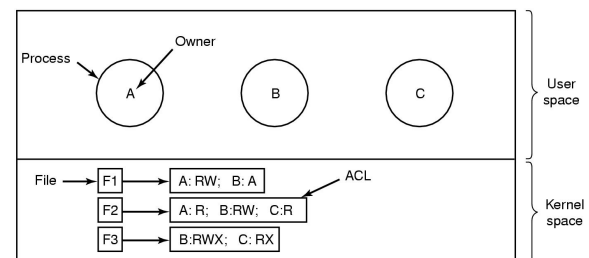 Owner
Process
A
B
C
User
space
File
F1
A: RW; B: A
ACL
F2
A: R; B:RW; C:R
F3
B:RWX; C: RX
Kernel
space